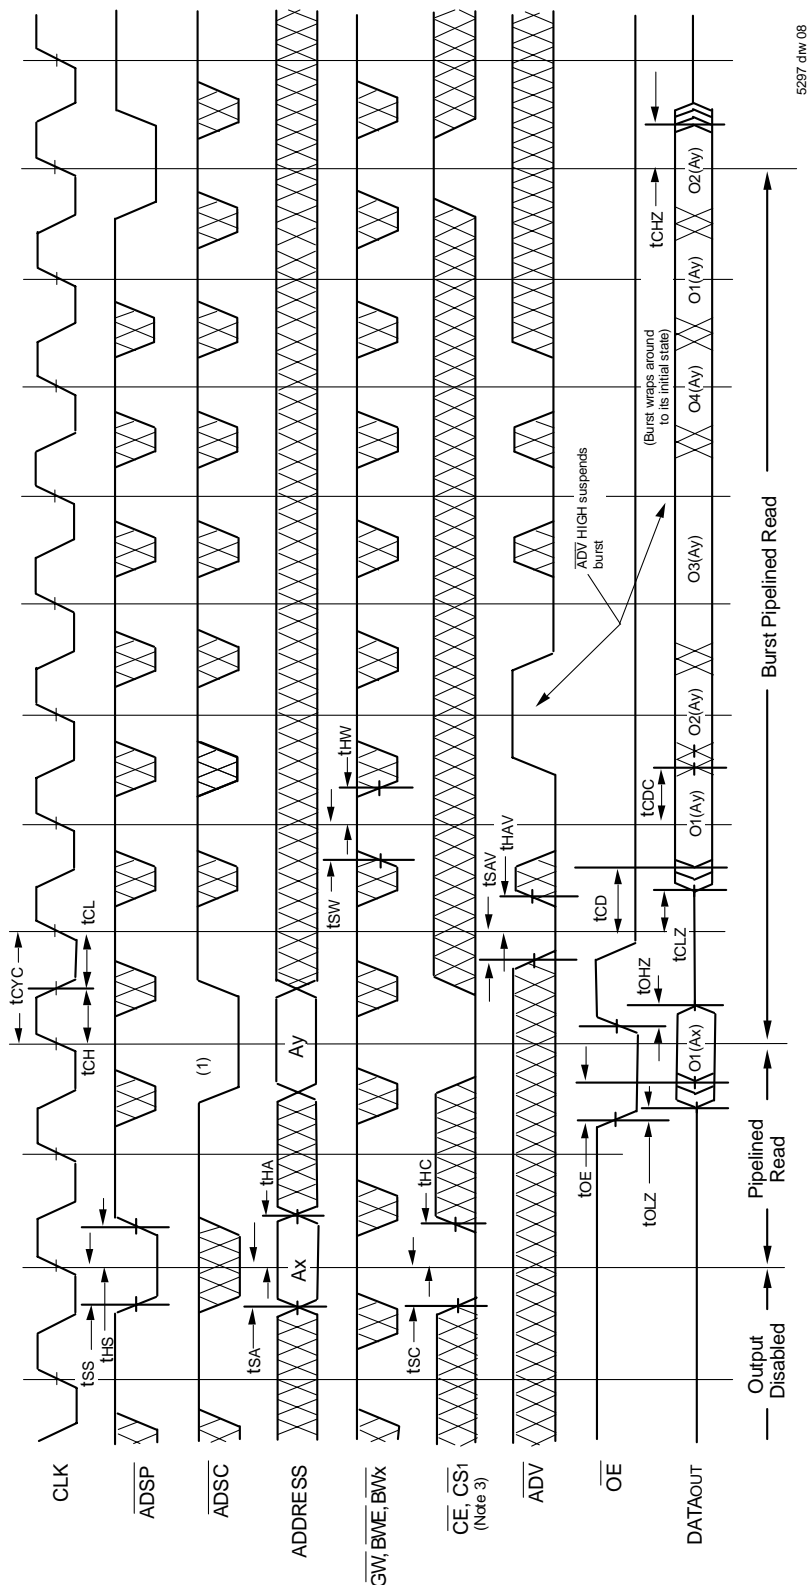 CLK
tCYC
tCH
tCL
tSS
tHS
ADSP
ADSC
(1)
ADDRESS
Ax
Ay
tSA
tHA
GW, BWE, BWx
tSW
tHW
CE, CS1
(Note 3)
tSC
tHC
ADV
tSAV
tHAV
ADV HIGH suspends
burst
OE
tOE
tOHZ
tCD
tOLZ
tCLZ
tCDC
(Burst wraps around
to its initial state)
tCHZ
DATAOUT
O1(Ax)
O1(Ay)
O2(Ay)
O3(Ay)
O4(Ay)
O1(Ay)
O2(Ay)
Output
Disabled
Pipelined
Read
Burst Pipelined Read
5297 drw 08